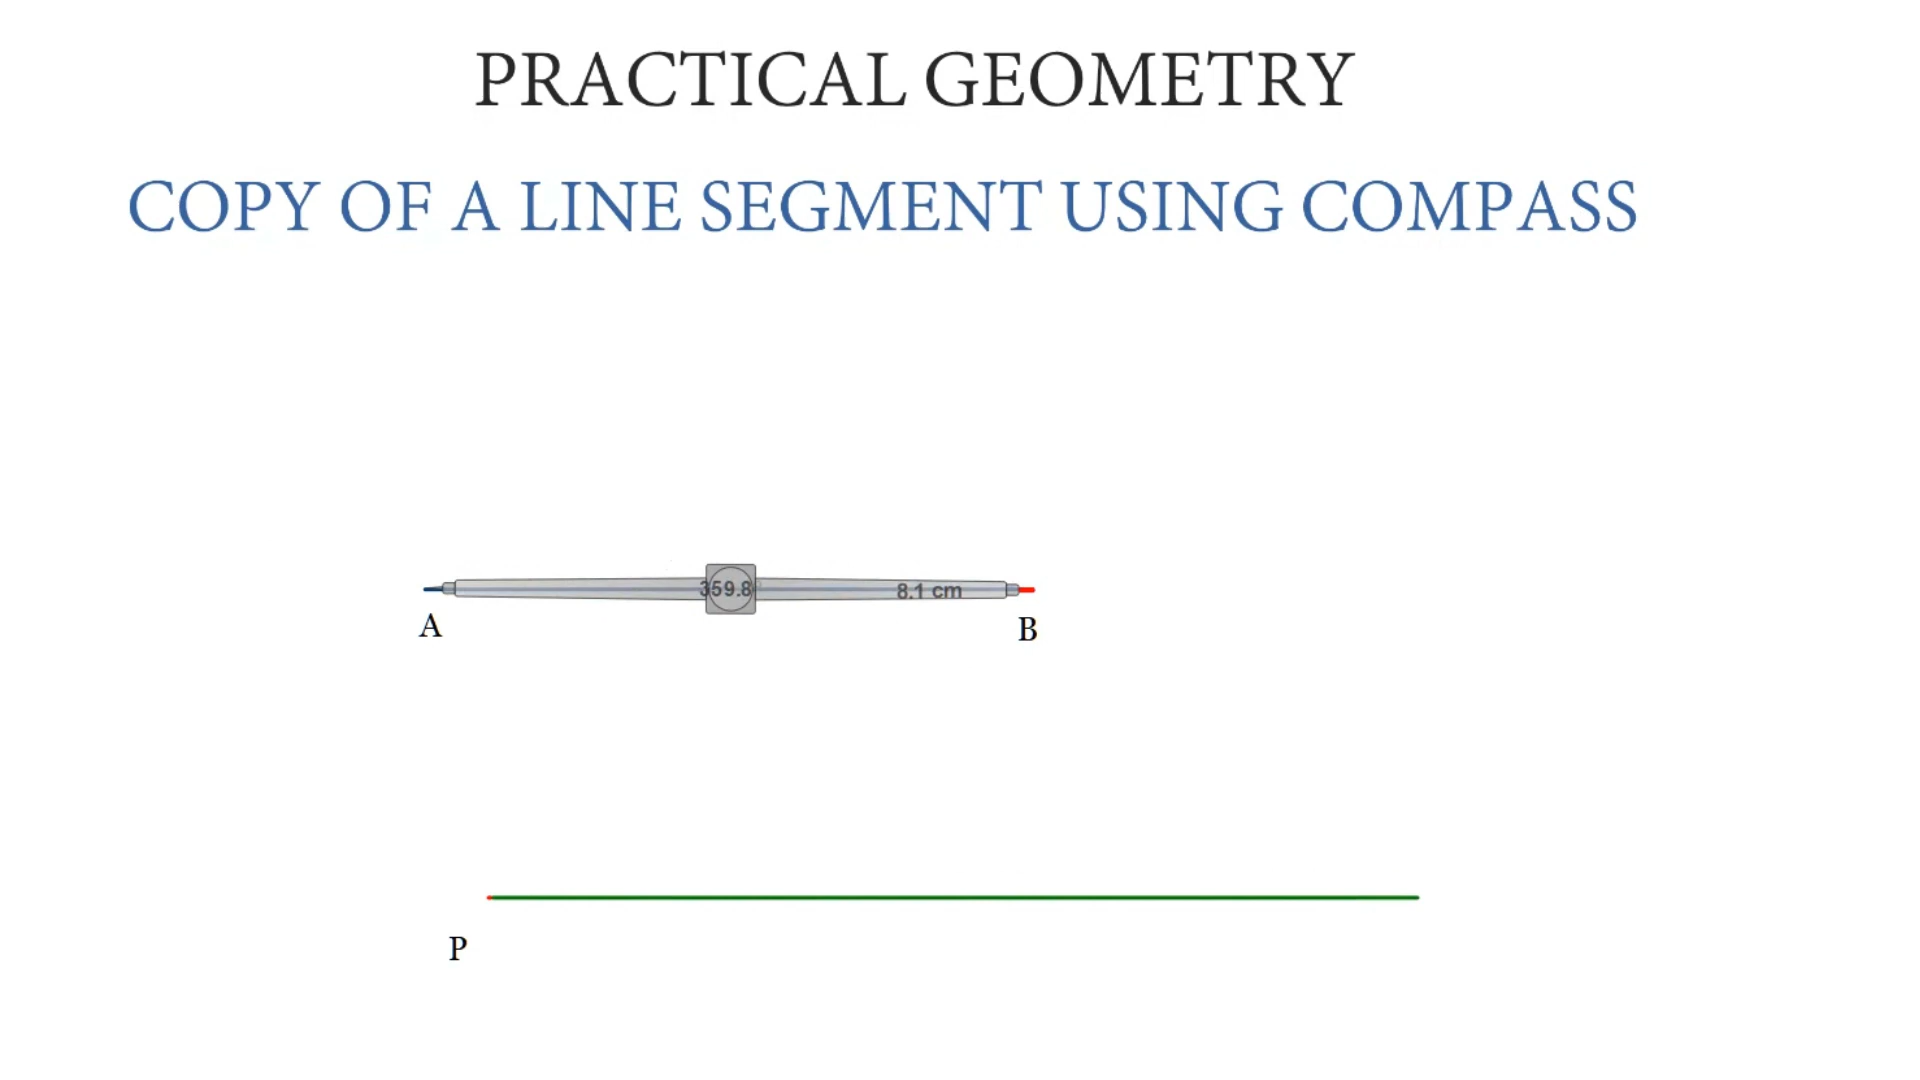 PRACTICAL GEOMETRY
COPY OF A LINE SEGMENT USING COMPASS
359.8° 8.1 cm
A B
P